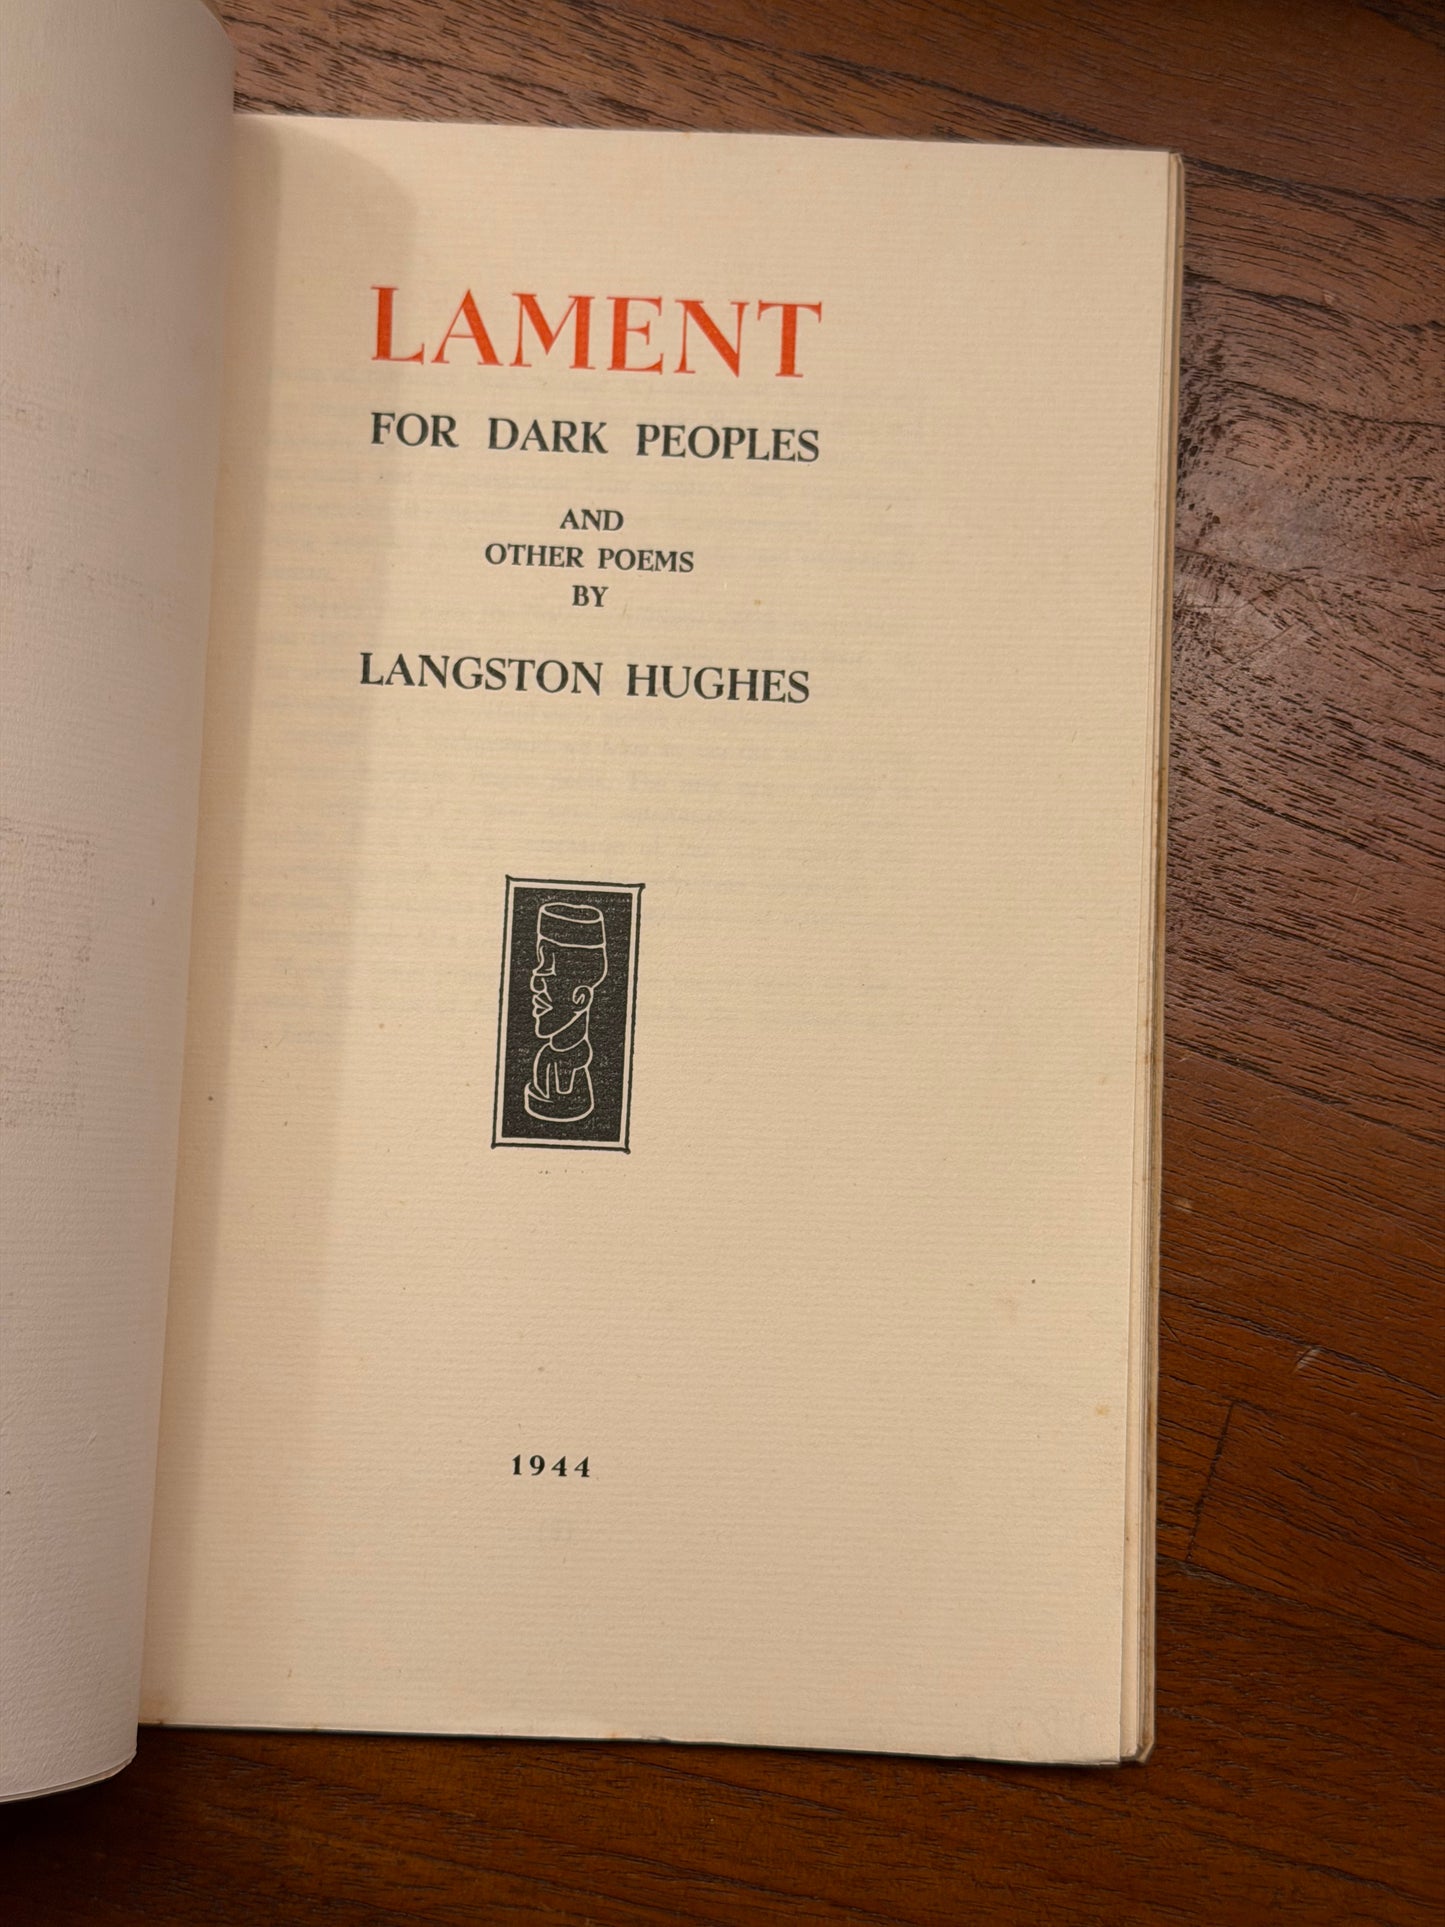 LAMENT
FOR DARK PEOPLES
AND
OTHER POEMS
BY
LANGSTON HUGHES
1944